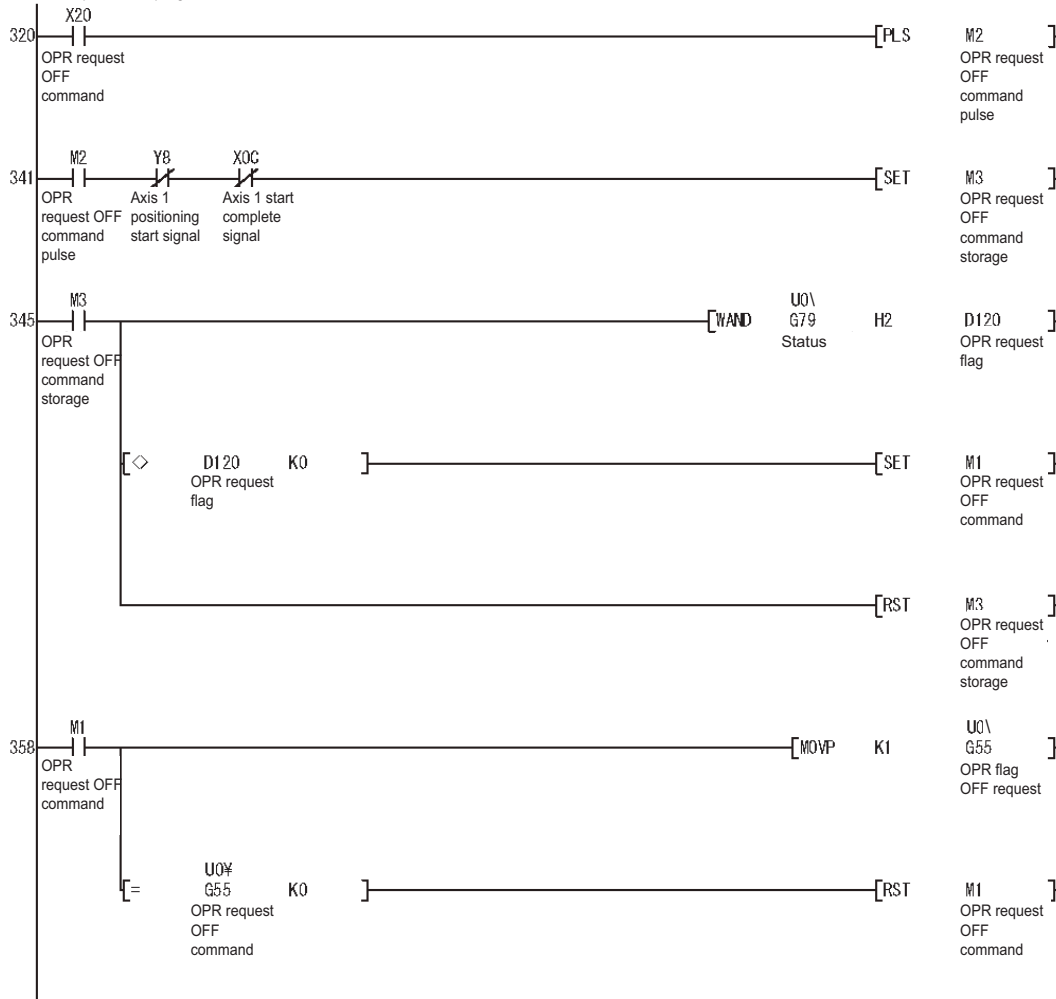 X20
320 [PLS M2 ]
OPR request OPR request
OFF OFF
command command
pulse
M2 Y8 X0C
341 [SET M3 ]
OPR Axis 1 Axis 1 start OPR request
request OFF positioning complete OFF
command start signal signal command
pulse storage
M3 U0\
345 [WAND G79 H2 D120 ]
OPR Status OPR request
request OFF flag
command
storage
[<> D120 K0 ] [SET M1 ]
OPR request OPR request
flag OFF
command
[RST M3 ]
OPR request
OFF
command
storage
M1 U0\
358 [MOVP K1 G55 ]
OPR OPR flag
request OFF OFF request
command
U0¥
[= G55 K0 ] [RST M1 ]
OPR request OPR request
OFF OFF
command command